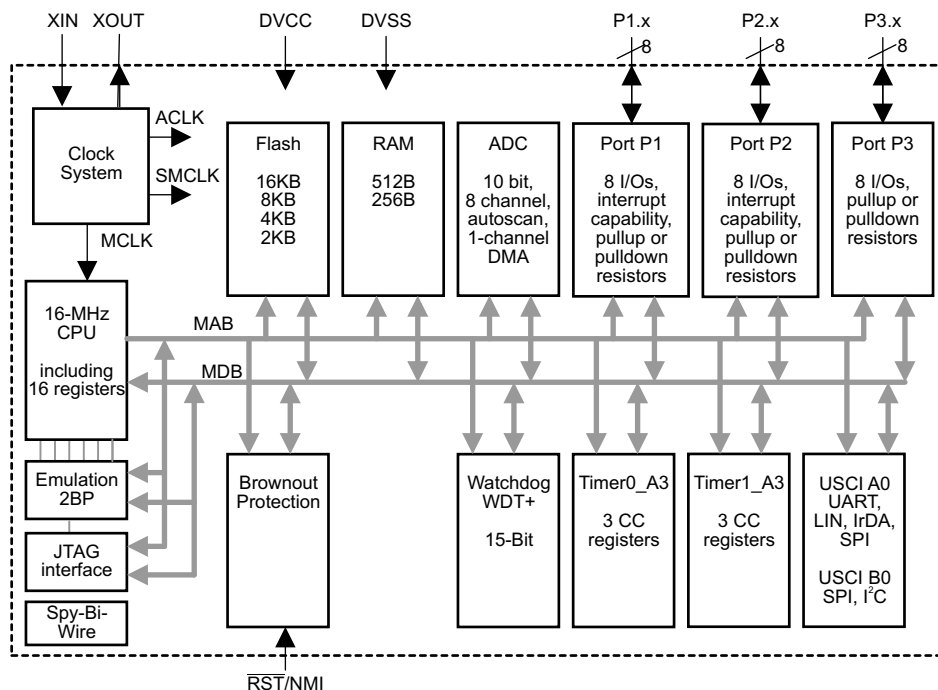 XIN XOUT DVCC DVSS P1.x P2.x P3.x
8 8 8
ACLK
SMCLK
MCLK
Clock
System
Flash
16KB
8KB
4KB
2KB
RAM
512B
256B
ADC
10 bit,
8 channel,
autoscan,
1-channel
DMA
Port P1
8 I/Os,
interrupt
capability,
pullup or
pulldown
resistors
Port P2
8 I/Os,
interrupt
capability,
pullup or
pulldown
resistors
Port P3
8 I/Os,
pullup or
pulldown
resistors
16-MHz
CPU
including
16 registers
MAB
MDB
Emulation
2BP
JTAG
interface
Spy-Bi-
Wire
Brownout
Protection
Watchdog
WDT+
15-Bit
Timer0_A3
3 CC
registers
Timer1_A3
3 CC
registers
USCI A0
UART,
LIN, IrDA,
SPI
USCI B0
SPI, I²C
RST/NMI